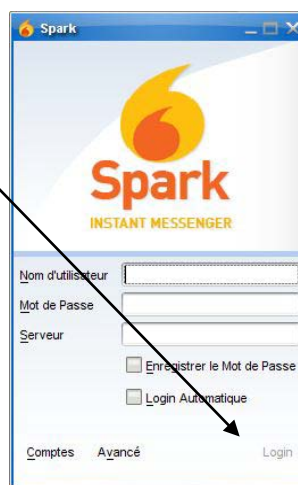 Spark
Spark
INSTANT MESSENGER
Nom d'utilisateur
Mot de Passe
Serveur
Enregistrer le Mot de Passe
Login Automatique
Comptes Avancé Login